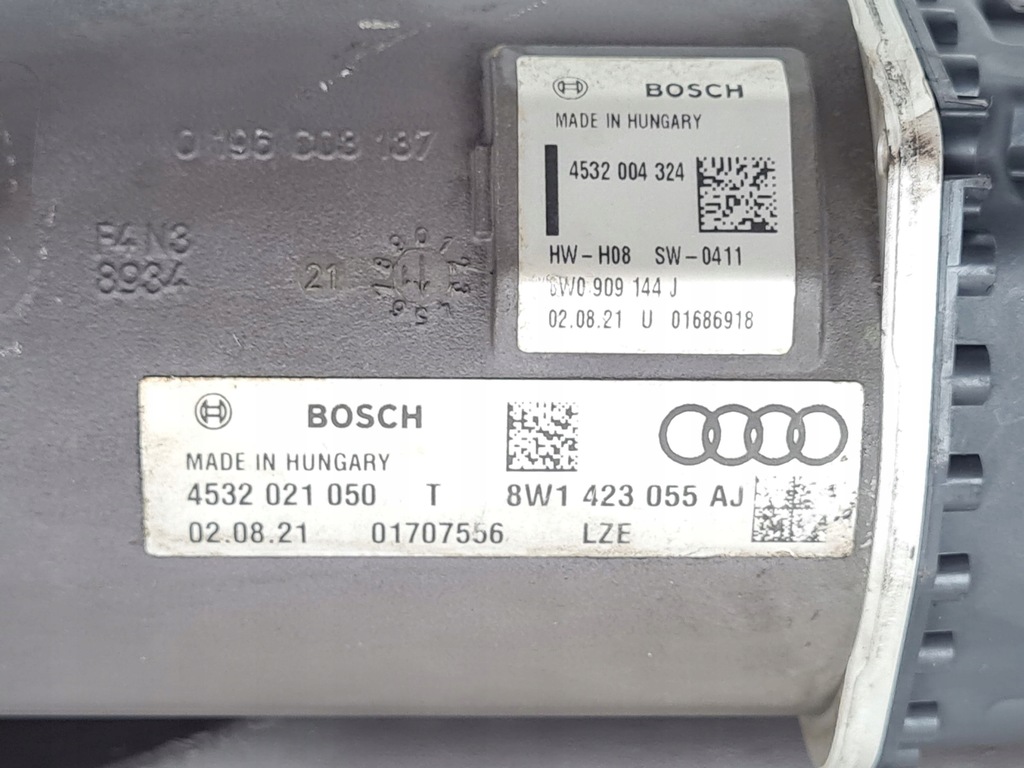 BOSCH
MADE IN HUNGARY
4532 004 324
HW-H08 SW-0411
8W0 909 144 J
02.08.21 U 01686918
0 196 008 187
8934
21
BOSCH
MADE IN HUNGARY
4532 021 050 T 8W1 423 055 AJ
02.08.21 01707556 LZE